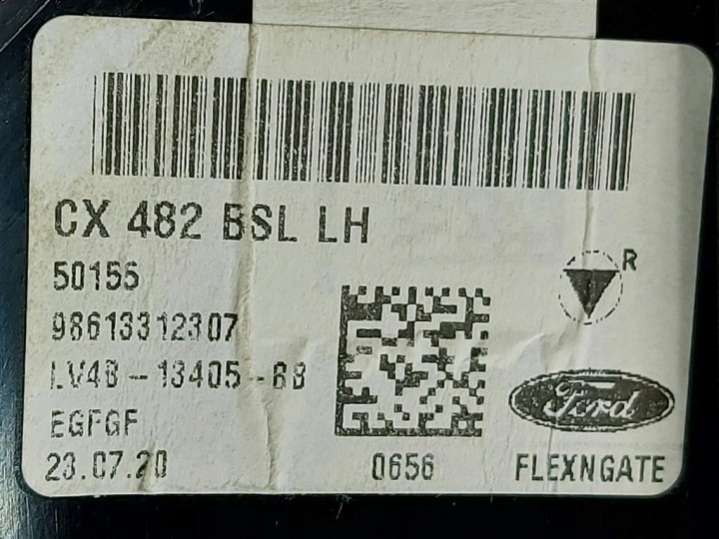 CX 482 BSL LH
50155
R
98613312307
LV4B-13405-BB
Ford
EGFGF
23.07.20
0656
FLEXNGATE